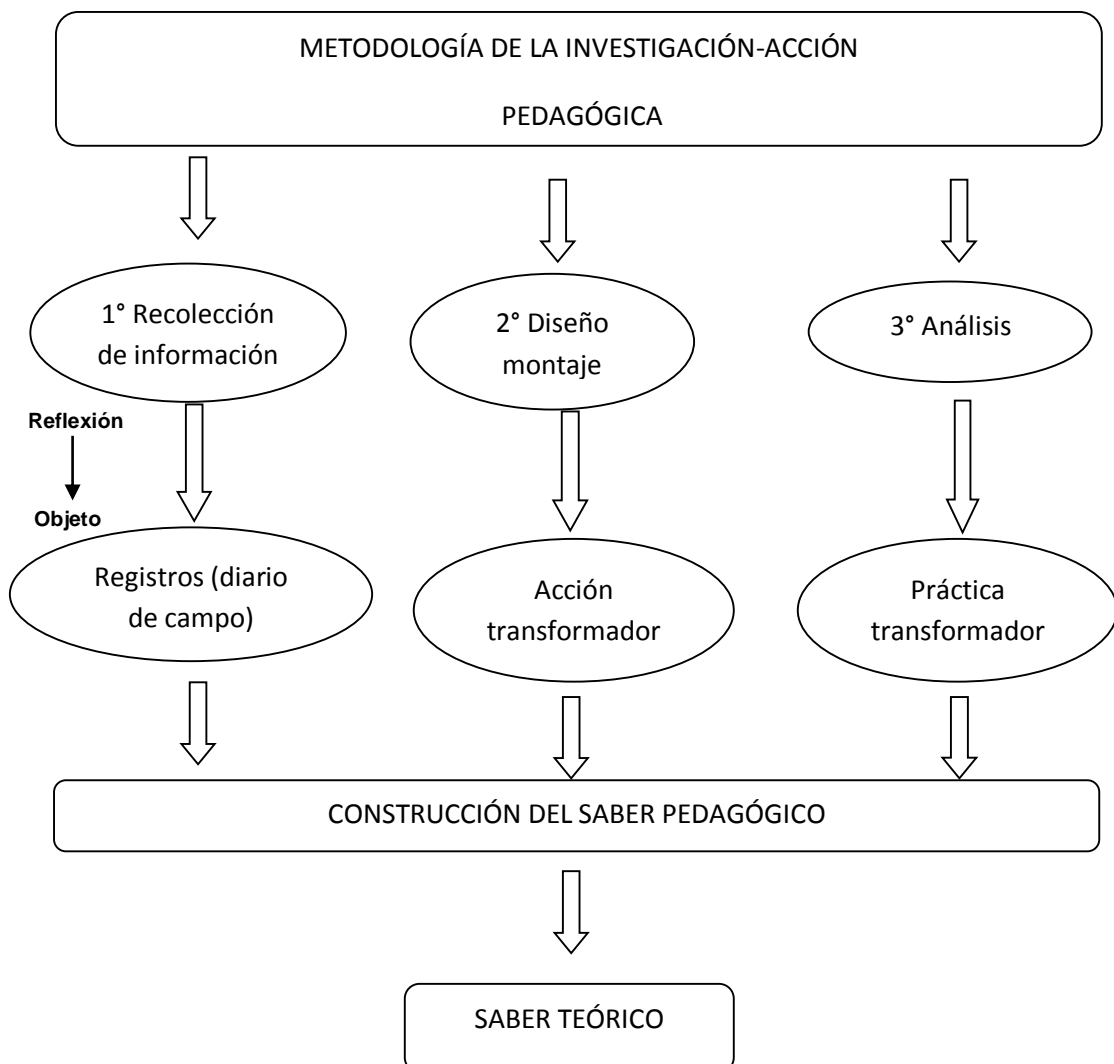 METODOLOGÍA DE LA INVESTIGACIÓN-ACCIÓN
PEDAGÓGICA
1° Recolección
de información
2° Diseño
montaje
3° Análisis
Reflexión
Objeto
Registros (diario
de campo)
Acción
transformador
Práctica
transformador
CONSTRUCCIÓN DEL SABER PEDAGÓGICO
SABER TEÓRICO